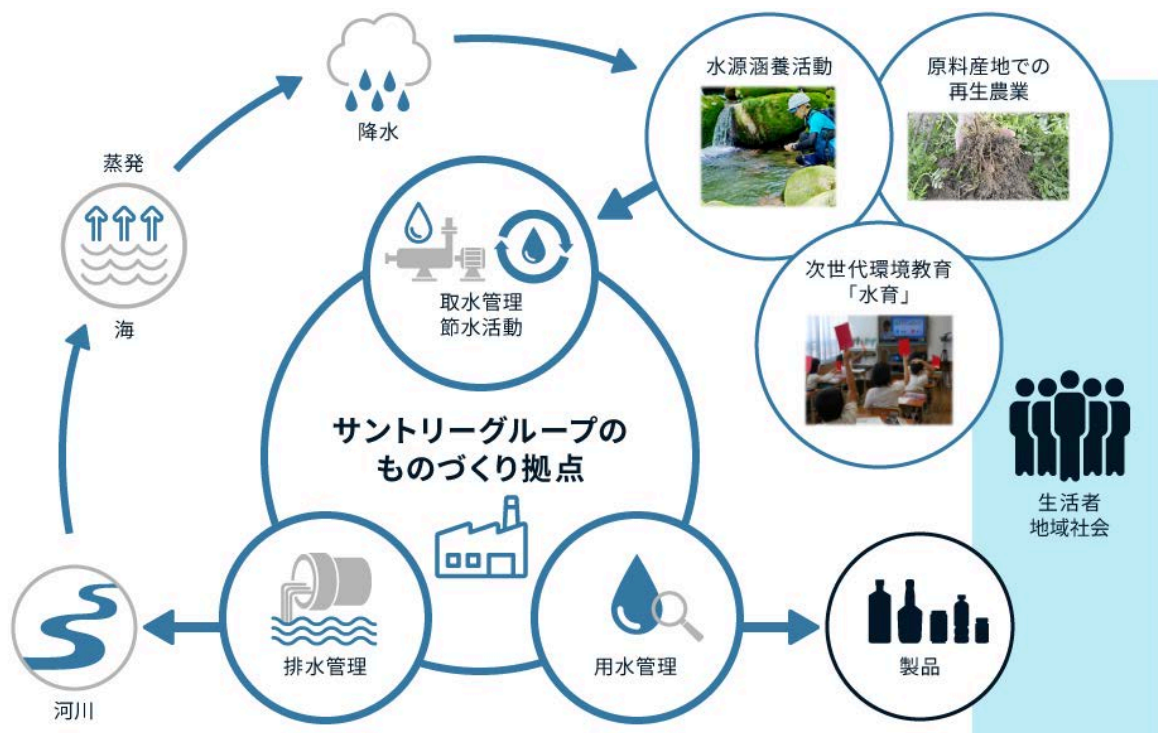 降水
水源涵養活動
原料産地での
再生農業
蒸発
海
取水管理
節水活動
次世代環境教育
「水育」
サントリーグループの
ものづくり拠点
生活者
地域社会
排水管理
用水管理
製品
河川